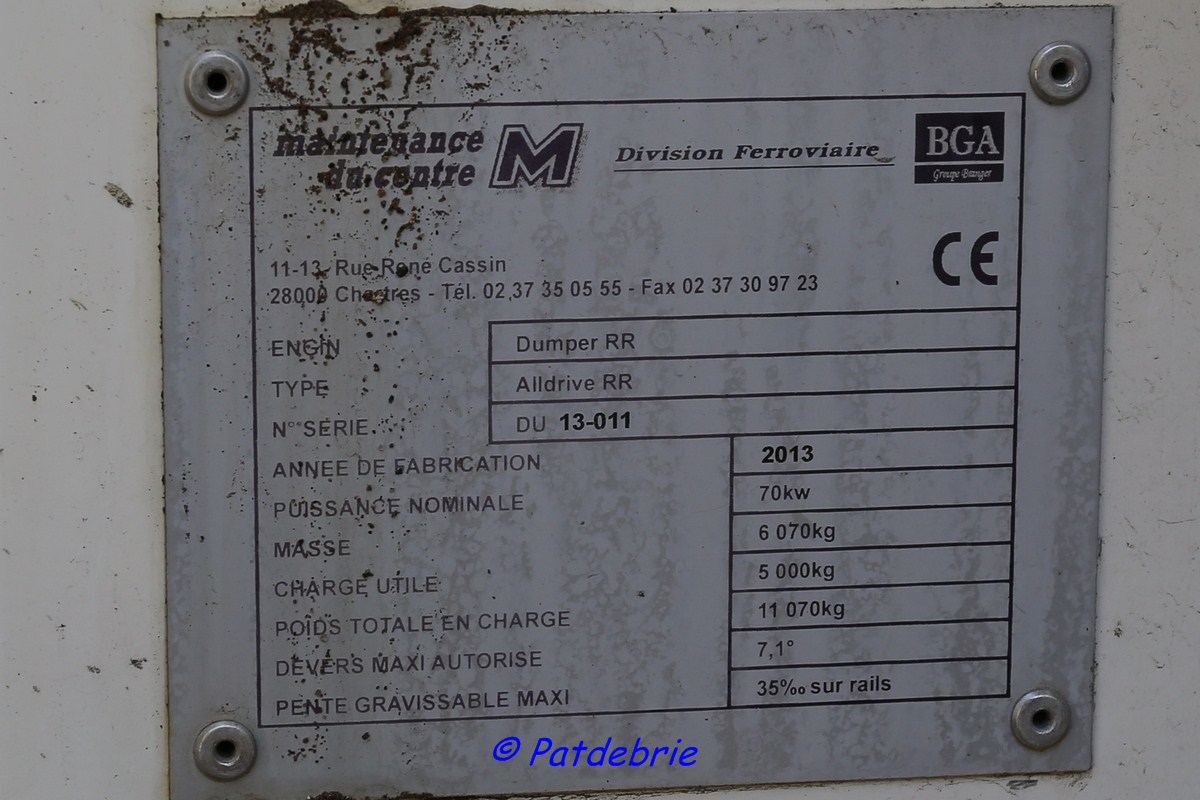 maintenance
du centre
M
Division Ferroviaire
BGA
Groupe Branger
CE
11-13, Rue René Cassin
28000 Chartres - Tél. 02 37 35 05 55 - Fax 02 37 30 97 23
ENGIN Dumper RR
TYPE Alldrive RR
N° SERIE DU 13-011
ANNEE DE FABRICATION 2013
PUISSANCE NOMINALE 70kw
MASSE 6 070kg
CHARGE UTILE 5 000kg
POIDS TOTALE EN CHARGE 11 070kg
DEVERS MAXI AUTORISE 7,1°
PENTE GRAVISSABLE MAXI 35‰ sur rails
© Patdebrie